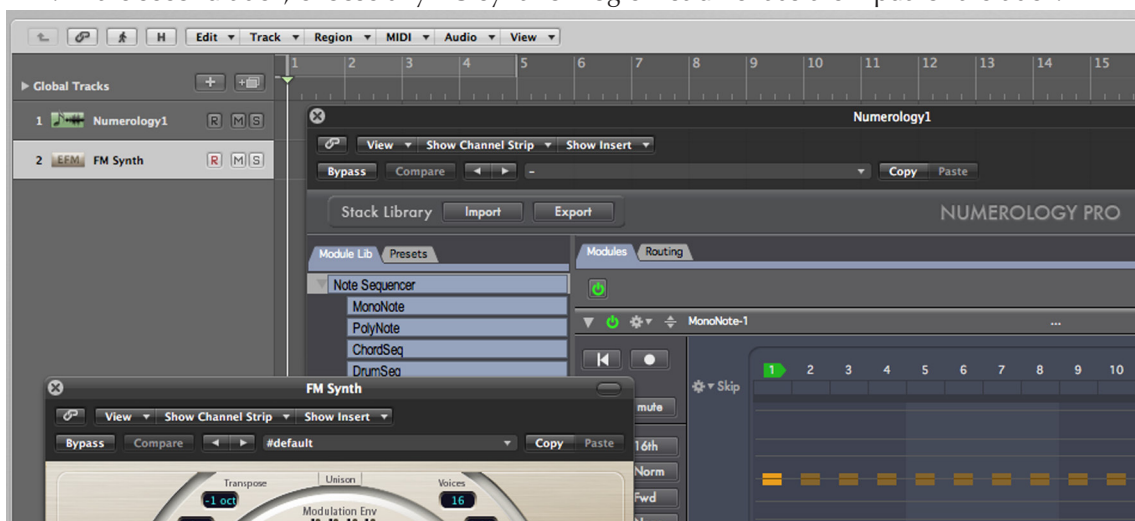 H Edit Track Region MIDI Audio View
1 2 3 4 5 6 7 8 9 10 11 12 13 14 15
Global Tracks
1 Numerology1 R M S
2 EFM FM Synth R M S
Numerology1
View Show Channel Strip Show Insert
Bypass Compare - Copy Paste
Stack Library Import Export NUMEROLOGY PRO
Module Lib Presets Modules Routing
Note Sequencer
MonoNote
PolyNote
ChordSeq
DrumSeq
MonoNote-1 ...
Skip 1 2 3 4 5 6 7 8 9 10
mute
16th
Norm
Fwd
FM Synth
View Show Channel Strip Show Insert
Bypass Compare #default Copy Paste
Transpose Unison Voices
-1 oct 16
Modulation Env